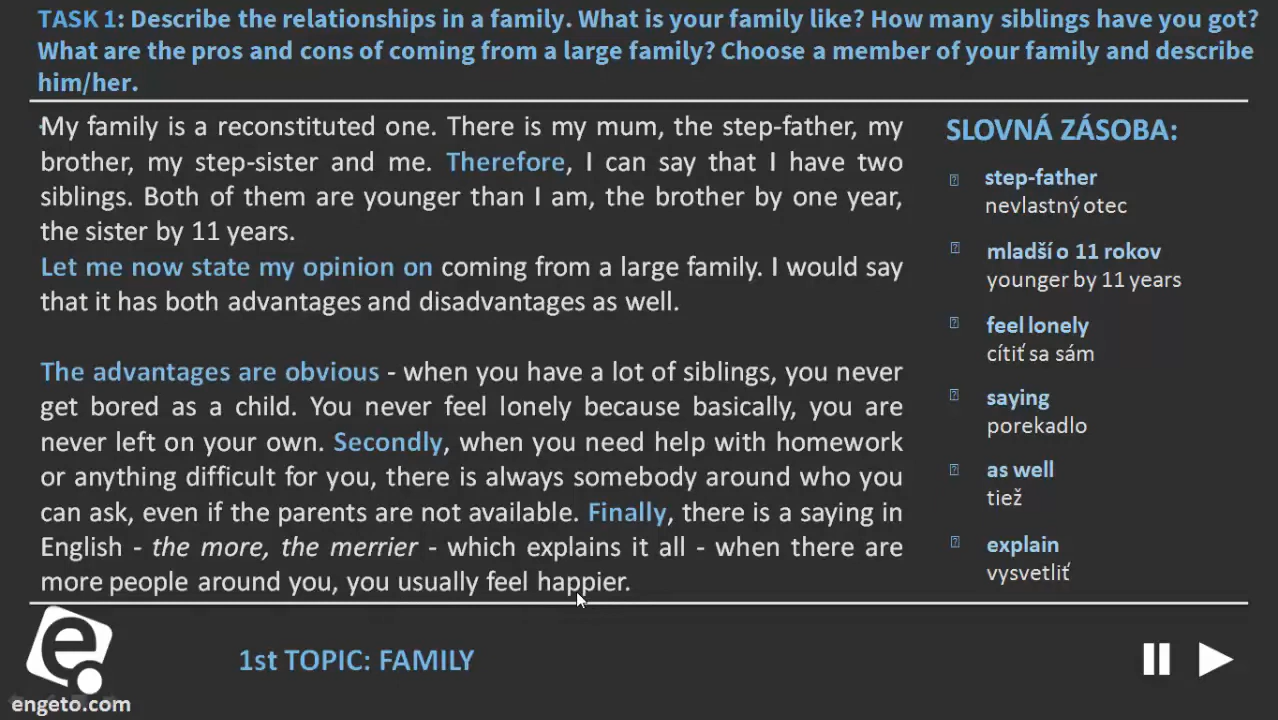 TASK 1: Describe the relationships in a family. What is your family like? How many siblings have you got?
What are the pros and cons of coming from a large family? Choose a member of your family and describe
him/her.
My family is a reconstituted one. There is my mum, the step-father, my
brother, my step-sister and me. Therefore, I can say that I have two
siblings. Both of them are younger than I am, the brother by one year,
the sister by 11 years.
Let me now state my opinion on coming from a large family. I would say
that it has both advantages and disadvantages as well.
The advantages are obvious - when you have a lot of siblings, you never
get bored as a child. You never feel lonely because basically, you are
never left on your own. Secondly, when you need help with homework
or anything difficult for you, there is always somebody around who you
can ask, even if the parents are not available. Finally, there is a saying in
English - the more, the merrier - which explains it all - when there are
more people around you, you usually feel happier.
SLOVNÁ ZÁSOBA:
step-father
nevlastný otec
mladší o 11 rokov
younger by 11 years
feel lonely
cítiť sa sám
saying
porekadlo
as well
tiež
explain
vysvetliť
e
engeto.com
1st TOPIC: FAMILY